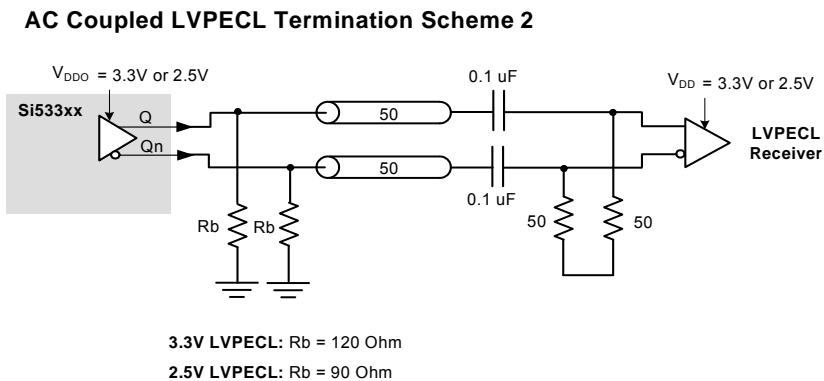 AC Coupled LVPECL Termination Scheme 2
VDDO = 3.3V or 2.5V
0.1 uF
VDD = 3.3V or 2.5V
Si533xx
Q
50
LVPECL
Receiver
Qn
50
0.1 uF
Rb
Rb
50
50
3.3V LVPECL: Rb = 120 Ohm
2.5V LVPECL: Rb = 90 Ohm